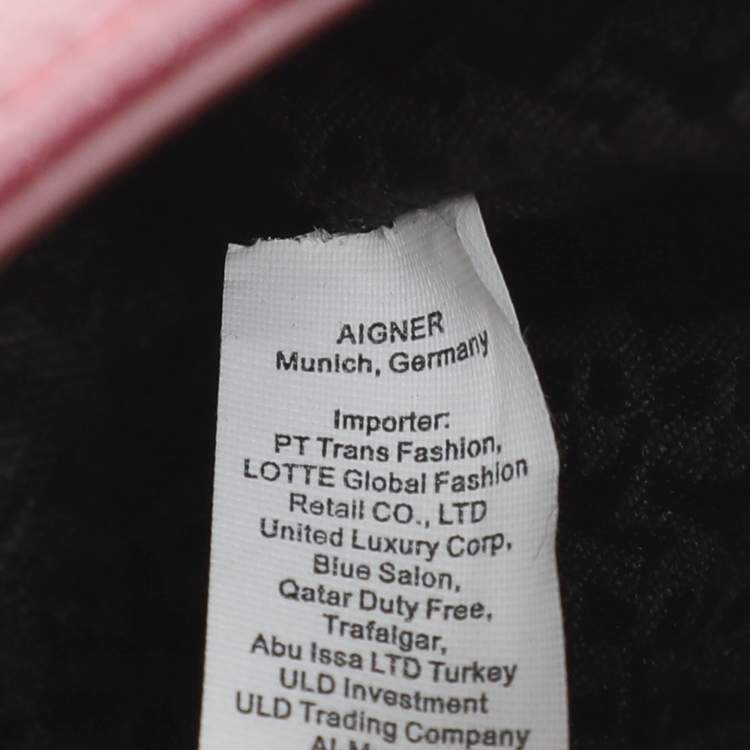 AIGNER
Munich, Germany
Importer:
PT Trans Fashion,
LOTTE Global Fashion
Retail CO., LTD
United Luxury Corp,
Blue Salon,
Qatar Duty Free,
Trafalgar,
Abu Issa LTD Turkey
ULD Investment
ULD Trading Company